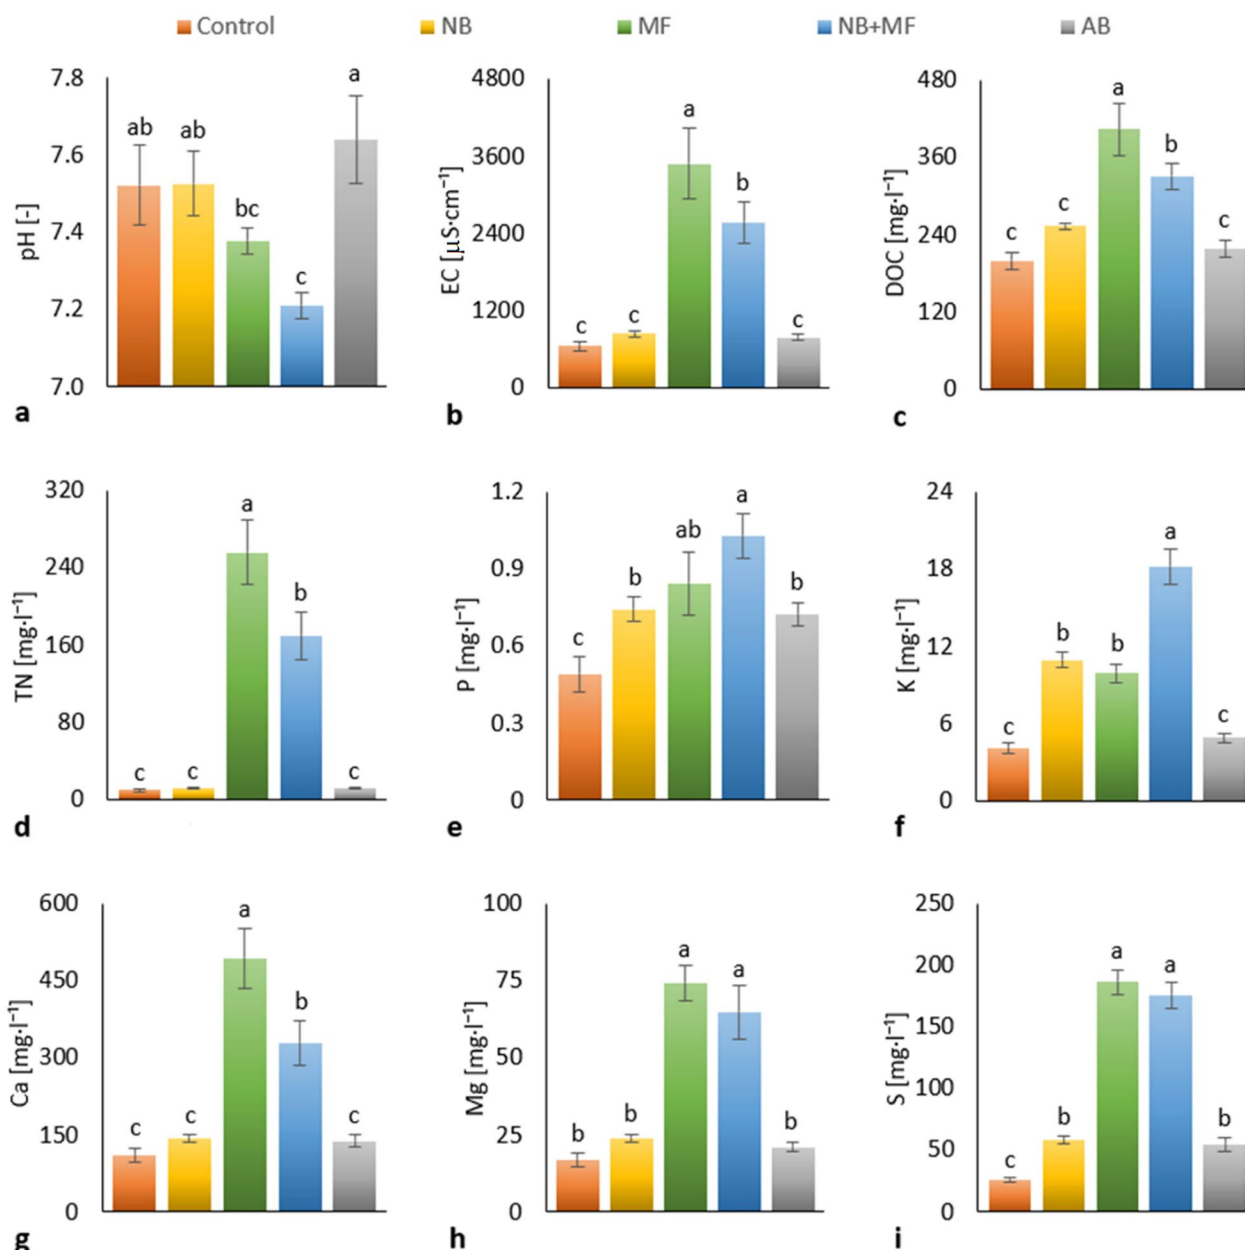 Control NB MF NB+MF AB
7.8
7.6
7.4
7.2
7.0
pH [-]
ab ab bc c a
a
4800
3600
2400
1200
0
EC [µS·cm⁻¹]
c c a b c
b
480
360
240
120
0
DOC [mg·l⁻¹]
c c a b c
c
320
240
160
80
0
TN [mg·l⁻¹]
c c a b c
d
1.2
0.9
0.6
0.3
0
P [mg·l⁻¹]
c b ab a b
e
24
18
12
6
0
K [mg·l⁻¹]
c b b a c
f
600
450
300
150
0
Ca [mg·l⁻¹]
c c a b c
g
100
75
50
25
0
Mg [mg·l⁻¹]
b b a a b
h
250
200
150
100
50
0
S [mg·l⁻¹]
c b a a b
i